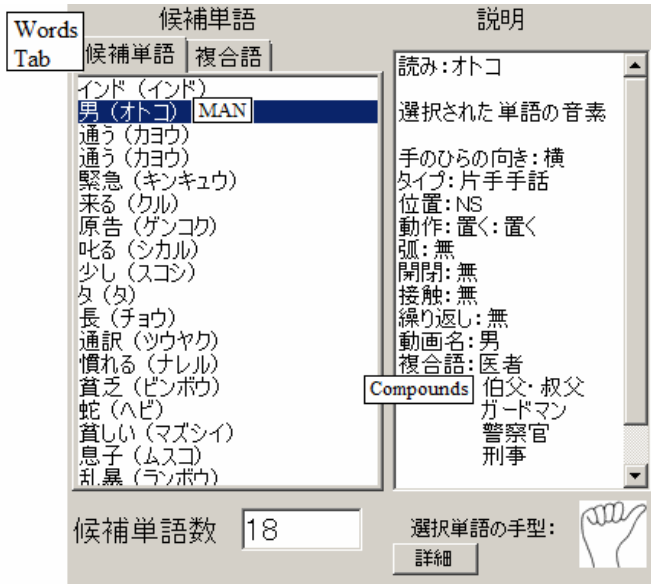 候補単語
説明
Words
Tab
候補単語 複合語
インド (インド)
男 (オトコ) MAN
通う (カヨウ)
通う (カヨウ)
緊急 (キンキュウ)
来る (クル)
原告 (ゲンコク)
叱る (シカル)
少し (スコシ)
タ (タ)
長 (チョウ)
通訳 (ツウヤク)
慣れる (ナレル)
貧乏 (ビンボウ)
蛇 (ヘビ)
貧しい (マズシイ)
息子 (ムスコ)
乱暴 (ランボウ)
読み:オトコ
選択された単語の音素
手のひらの向き:横
タイプ:片手手話
位置:NS
動作:置く:置く
弧:無
開閉:無
接触:無
繰り返し:無
動画名:男
複合語:医者
Compounds 伯父・叔父
ガードマン
警察官
刑事
候補単語数 18
選択単語の手型:
詳細